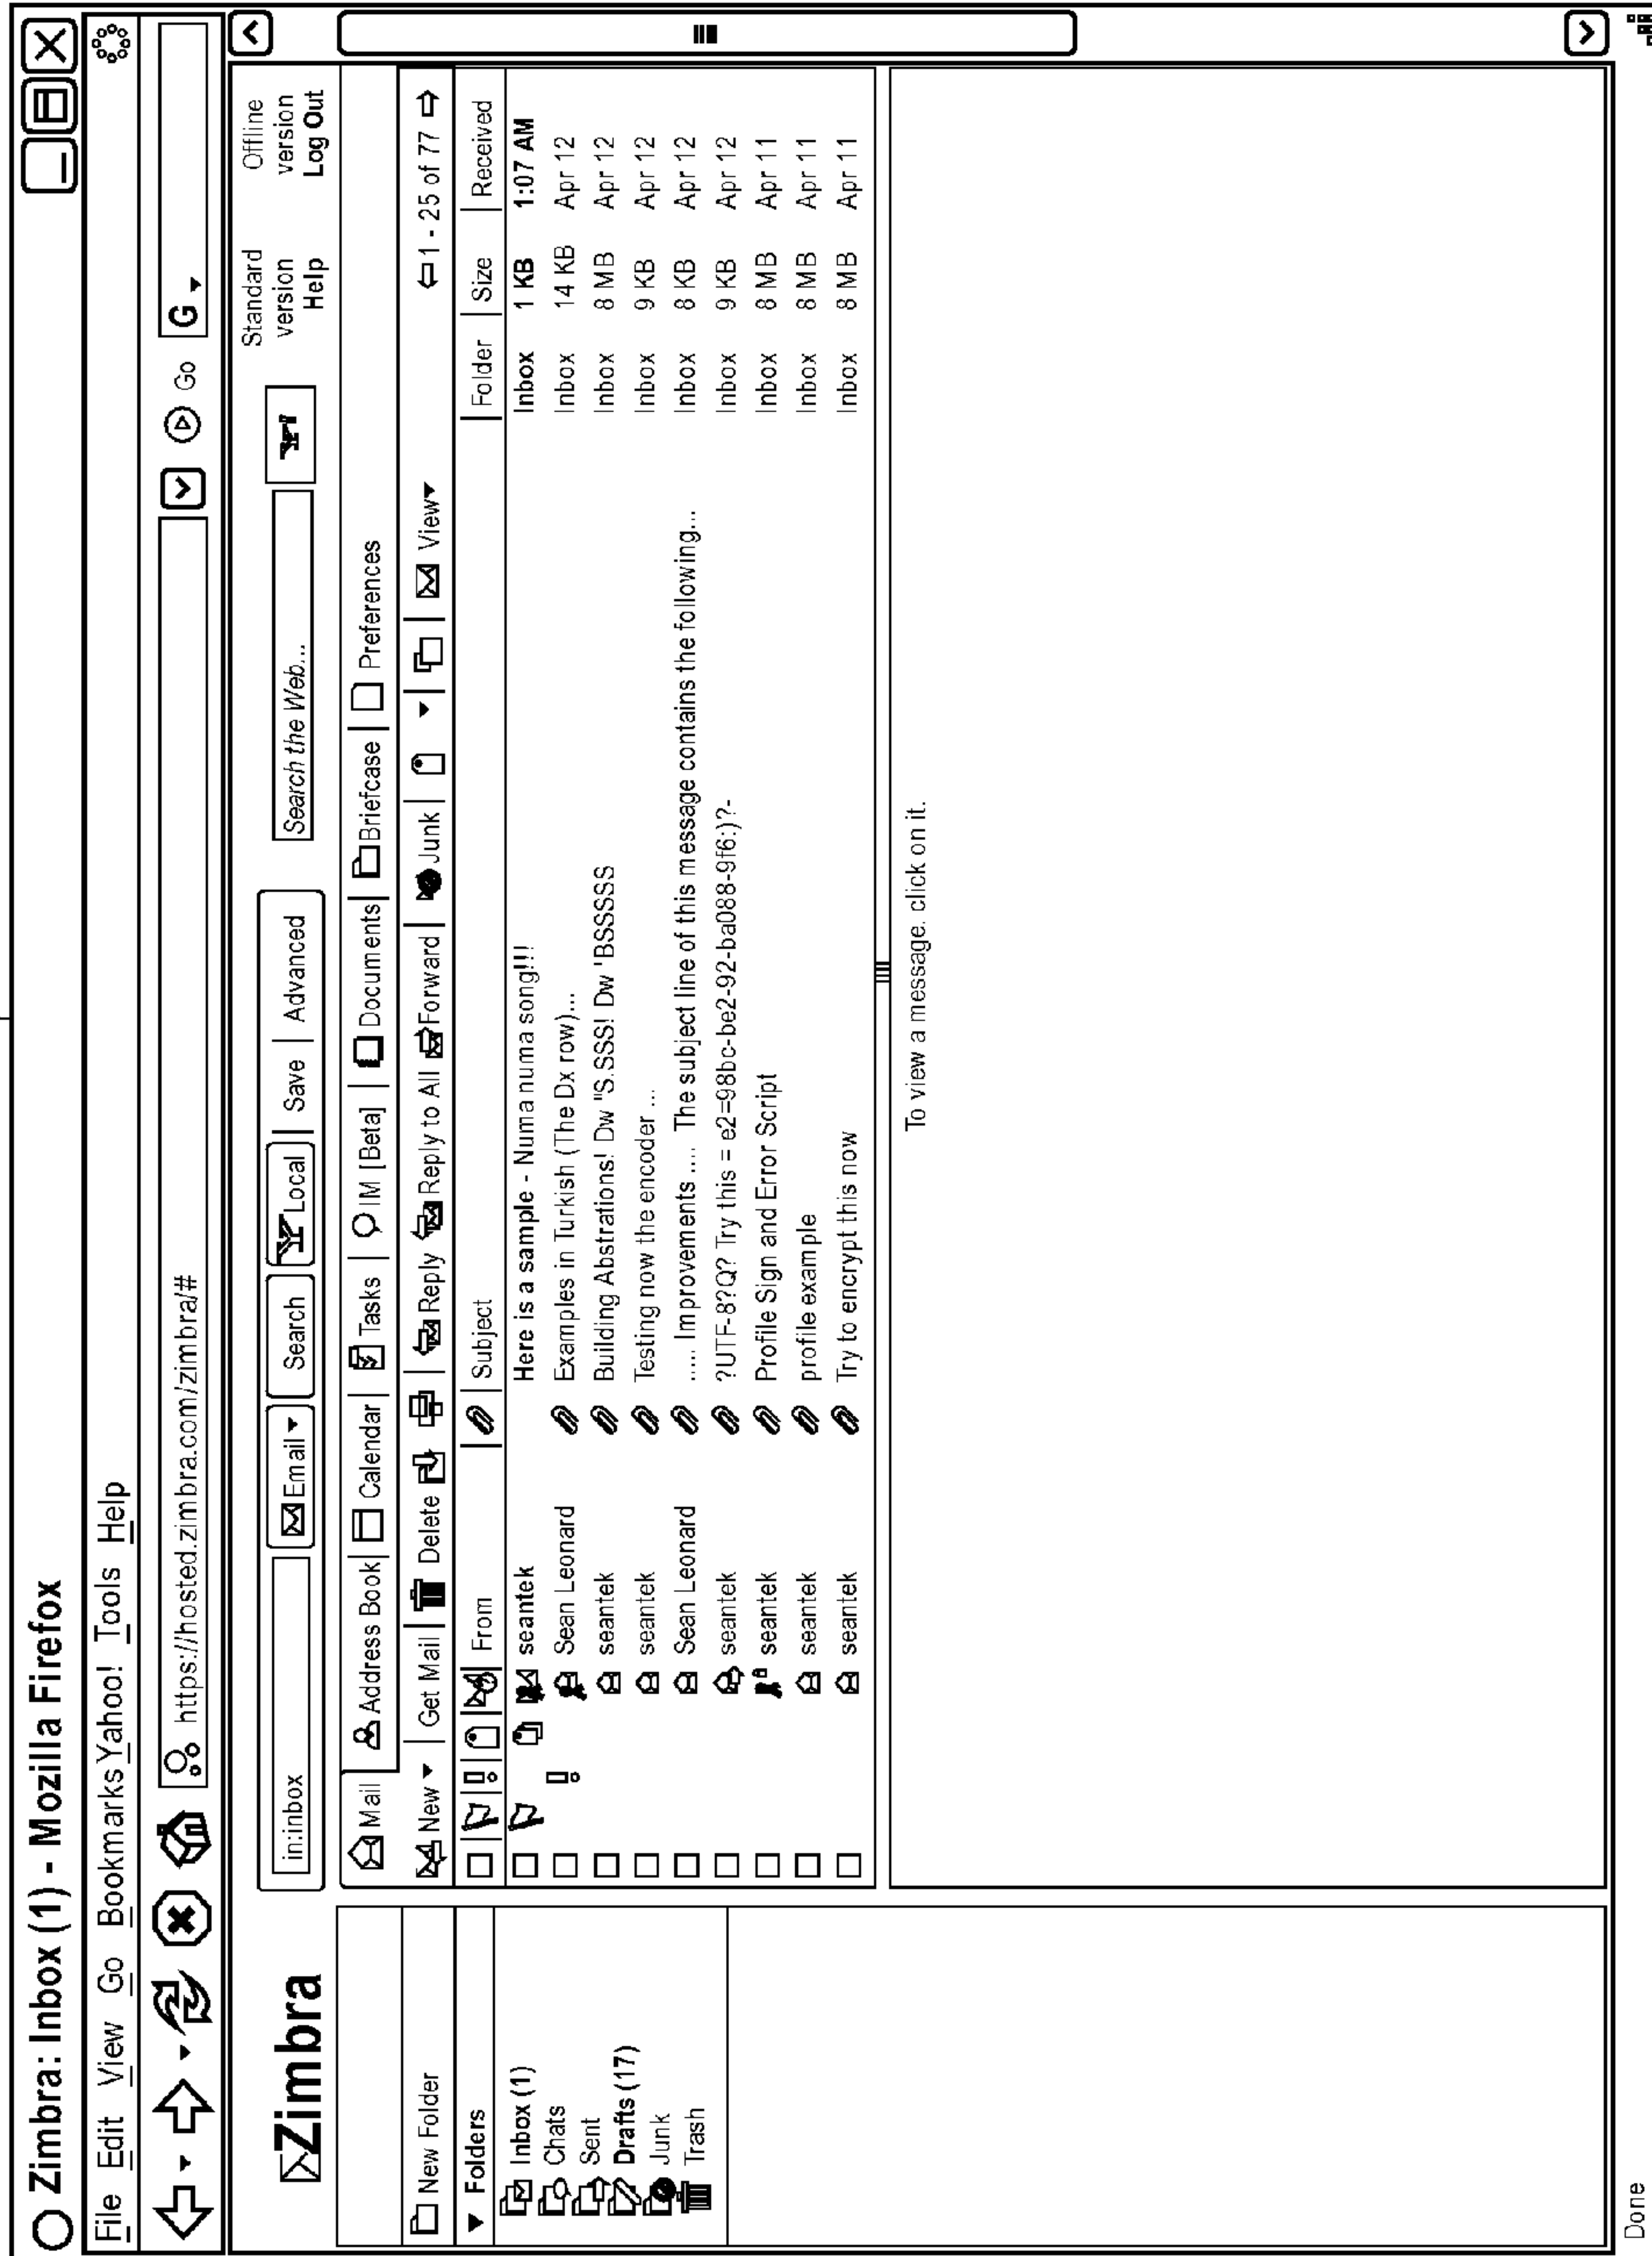 Zimbra: Inbox (1) - Mozilla Firefox
File Edit View Go Bookmarks Yahoo! Tools Help
https://hosted.zimbra.com/zimbra/# Go G
Zimbra
in:inbox Email Search Local Save Advanced Search the Web...
Standard version Help
Offline version Log Out
Mail Address Book Calendar Tasks IM [Beta] Documents Briefcase Preferences
New Folder
New Get Mail Delete Reply Reply to All Forward Junk View 1 - 25 of 77
Folders
Inbox (1)
Chats
Sent
Drafts (17)
Junk
Trash
From Subject Folder Size Received
seantek Here is a sample - Numa numa song!!! Inbox 1 KB 1:07 AM
Sean Leonard Examples in Turkish (The Dx row)... Inbox 14 KB Apr 12
seantek Building Abstrations! Dw "S.SSS! Dw 'BSSSSS Inbox 8 MB Apr 12
seantek Testing now the encoder ... Inbox 9 KB Apr 12
Sean Leonard ..... Improvements .... The subject line of this message contains the following... Inbox 8 KB Apr 12
seantek ?UTF-8?Q? Try this = e2=98bc-be2-92-ba088-9f6:)?- Inbox 9 KB Apr 12
seantek Profile Sign and Error Script Inbox 8 MB Apr 11
seantek profile example Inbox 8 MB Apr 11
seantek Try to encrypt this now Inbox 8 MB Apr 11
To view a message. click on it.
Done